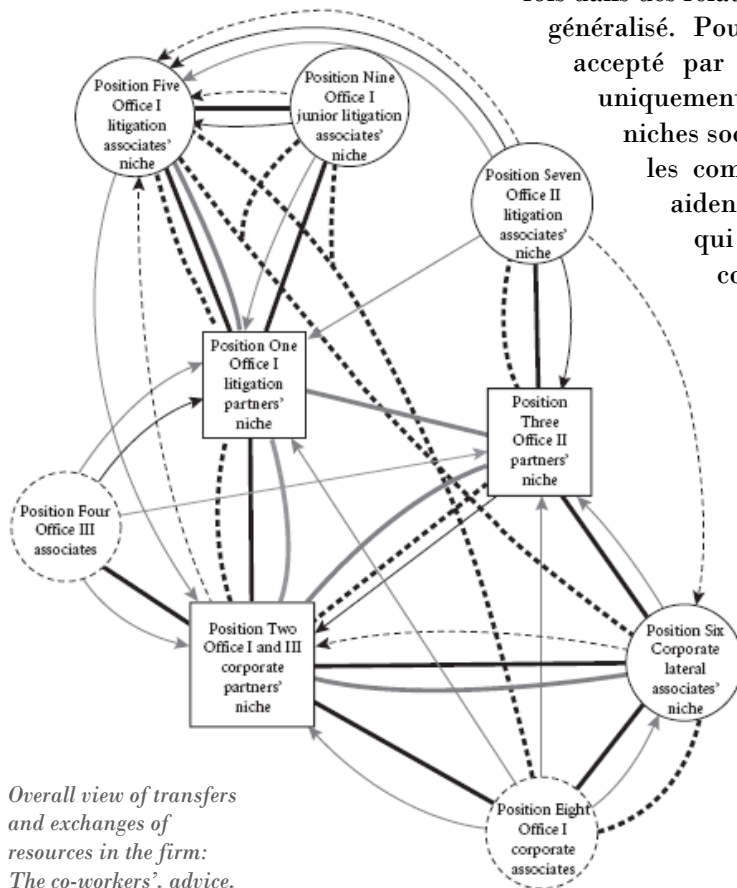 généralisé. Pou
accepté par
uniquement
niches soc
les com
aiden
qui
co
Position Five
Office I
litigation
associates'
niche
Position Nine
Office I
junior litigation
associates'
niche
Position Seven
Office II
litigation
associates'
niche
Position One
Office I
litigation
partners'
niche
Position
Three
Office II
partners'
niche
Position Four
Office III
associates
Position Two
Office I and III
corporate
partners'
niche
Position Six
Corporate
lateral
associates'
niche
Position Eight
Office I
corporate
associates
Overall view of transfers
and exchanges of
resources in the firm:
The co-workers', advice,